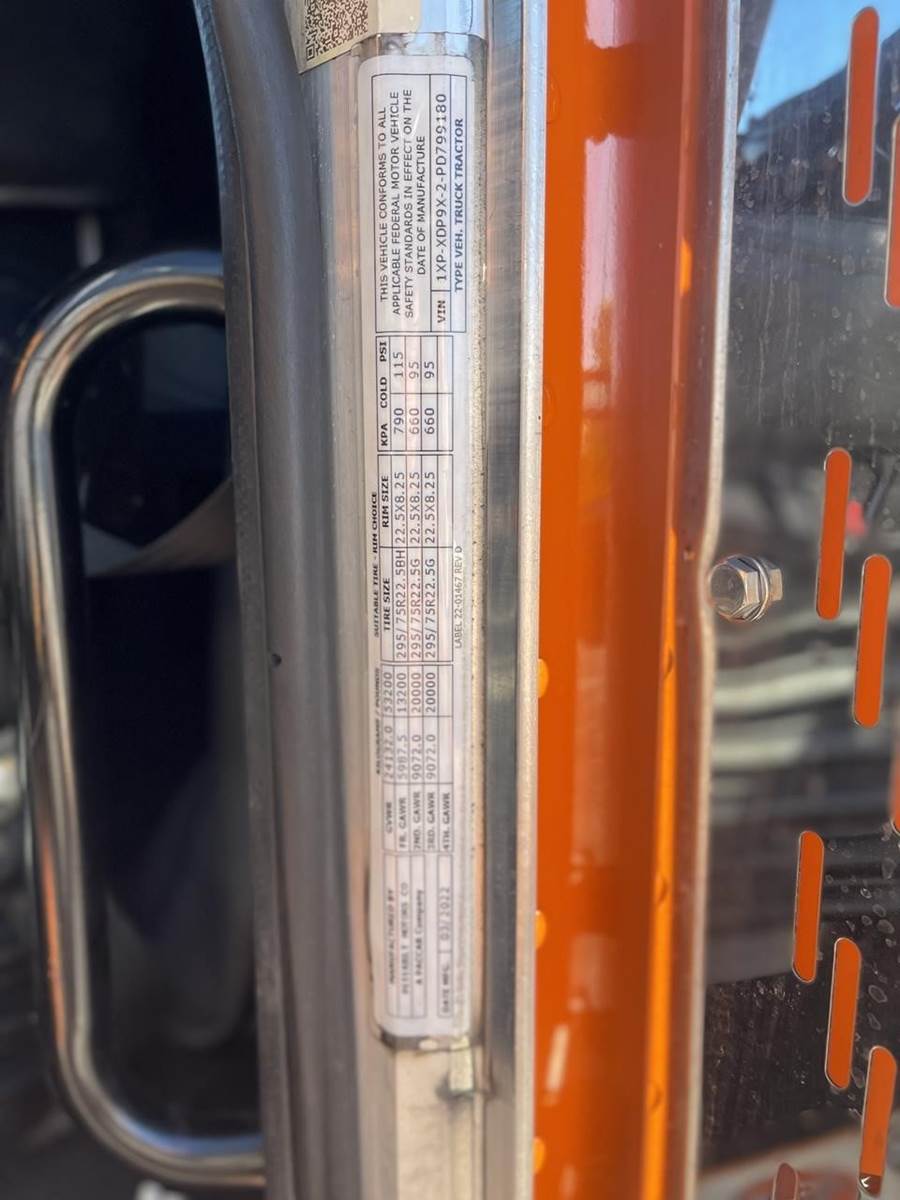 MANUFACTURED BY
PETERBILT MOTORS CO
A PACCAR Company
DATE MFG. 03/2022
KILOGRAMS / POUNDS
GVWR 24132.0 53200
FR. GAWR 5987.5 13200
2ND. GAWR 9072.0 20000
3RD. GAWR 9072.0 20000
4TH. GAWR
SUITABLE TIRE - RIM CHOICE
TIRE SIZE RIM SIZE KPA COLD PSI
295/75R22.5BH 22.5X8.25 790 115
295/75R22.5G 22.5X8.25 660 95
295/75R22.5G 22.5X8.25 660 95
LABEL 22-01467 REV D
THIS VEHICLE CONFORMS TO ALL
APPLICABLE FEDERAL MOTOR VEHICLE
SAFETY STANDARDS IN EFFECT ON THE
DATE OF MANUFACTURE
VIN 1XP-XDP9X-2-PD799180
TYPE VEH. TRUCK TRACTOR